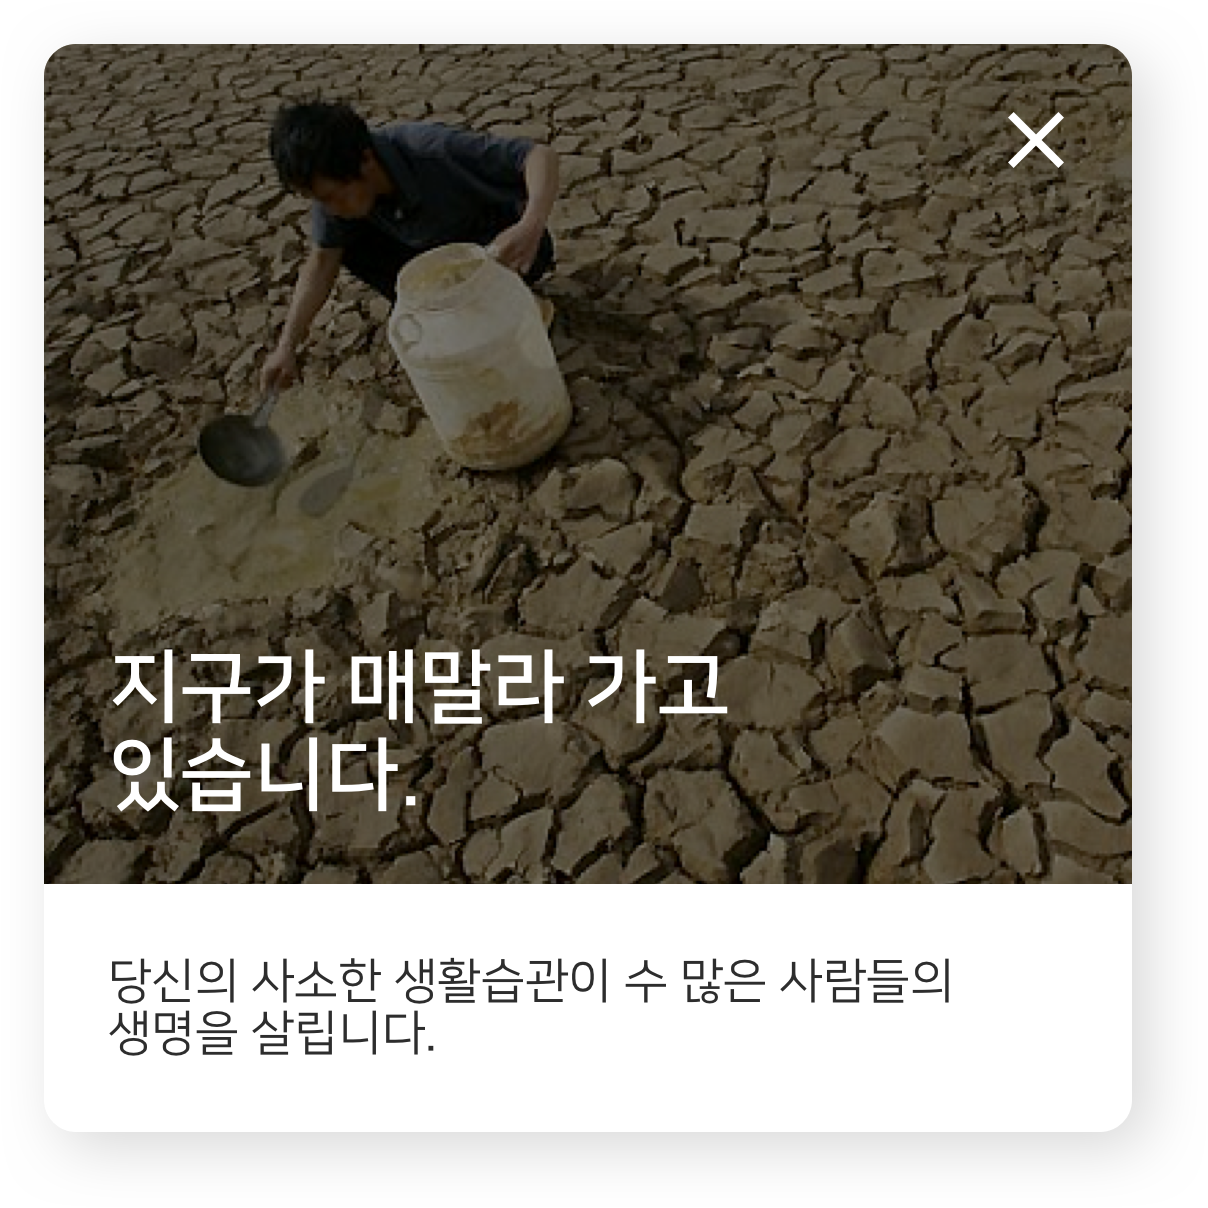 지구가 매말라 가고
있습니다.
당신의 사소한 생활습관이 수 많은 사람들의
생명을 살립니다.